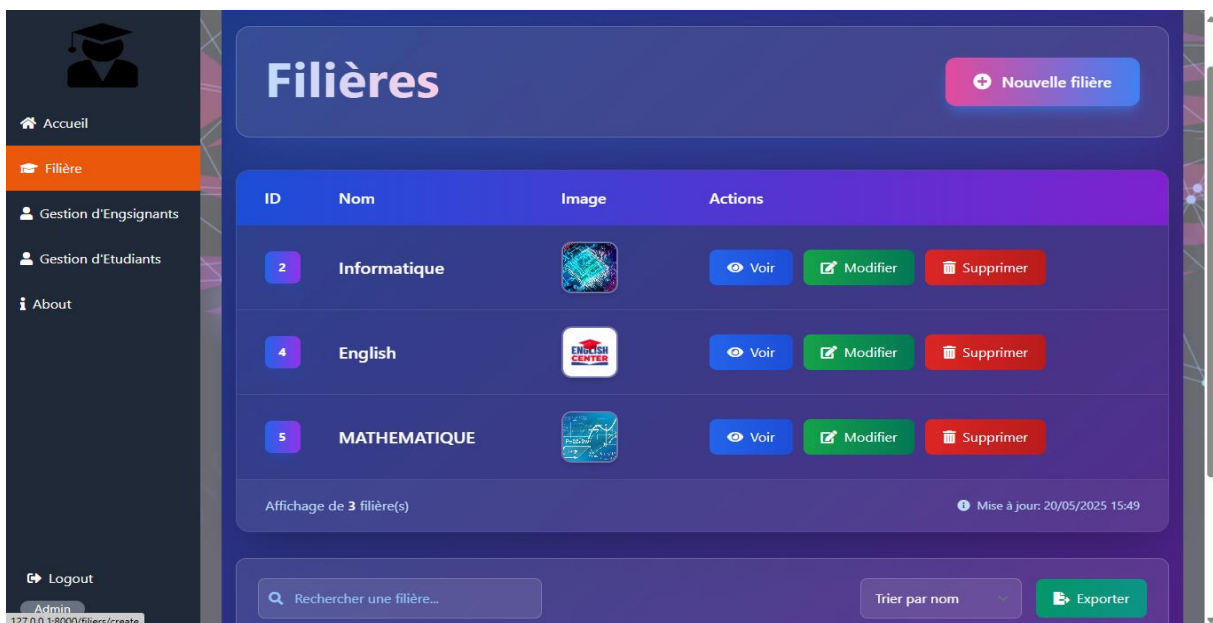 Filières
Nouvelle filière
Accueil
Filière
Gestion d'Engsignants
Gestion d'Etudiants
About
ID Nom Image Actions
2 Informatique Voir Modifier Supprimer
4 English ENGLISH CENTER Voir Modifier Supprimer
5 MATHEMATIQUE Voir Modifier Supprimer
Affichage de 3 filière(s) Mise à jour: 20/05/2025 15:49
Rechercher une filière... Trier par nom Exporter
Logout
Admin
127.0.0.1:8000/filiers/create